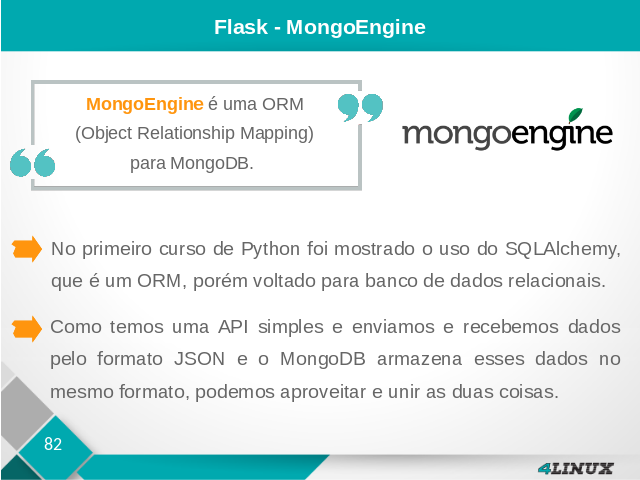 Flask - MongoEngine
MongoEngine é uma ORM
(Object Relationship Mapping)
para MongoDB.
mongoengine
No primeiro curso de Python foi mostrado o uso do SQLAlchemy,
que é um ORM, porém voltado para banco de dados relacionais.
Como temos uma API simples e enviamos e recebemos dados
pelo formato JSON e o MongoDB armazena esses dados no
mesmo formato, podemos aproveitar e unir as duas coisas.
82
4LINUX